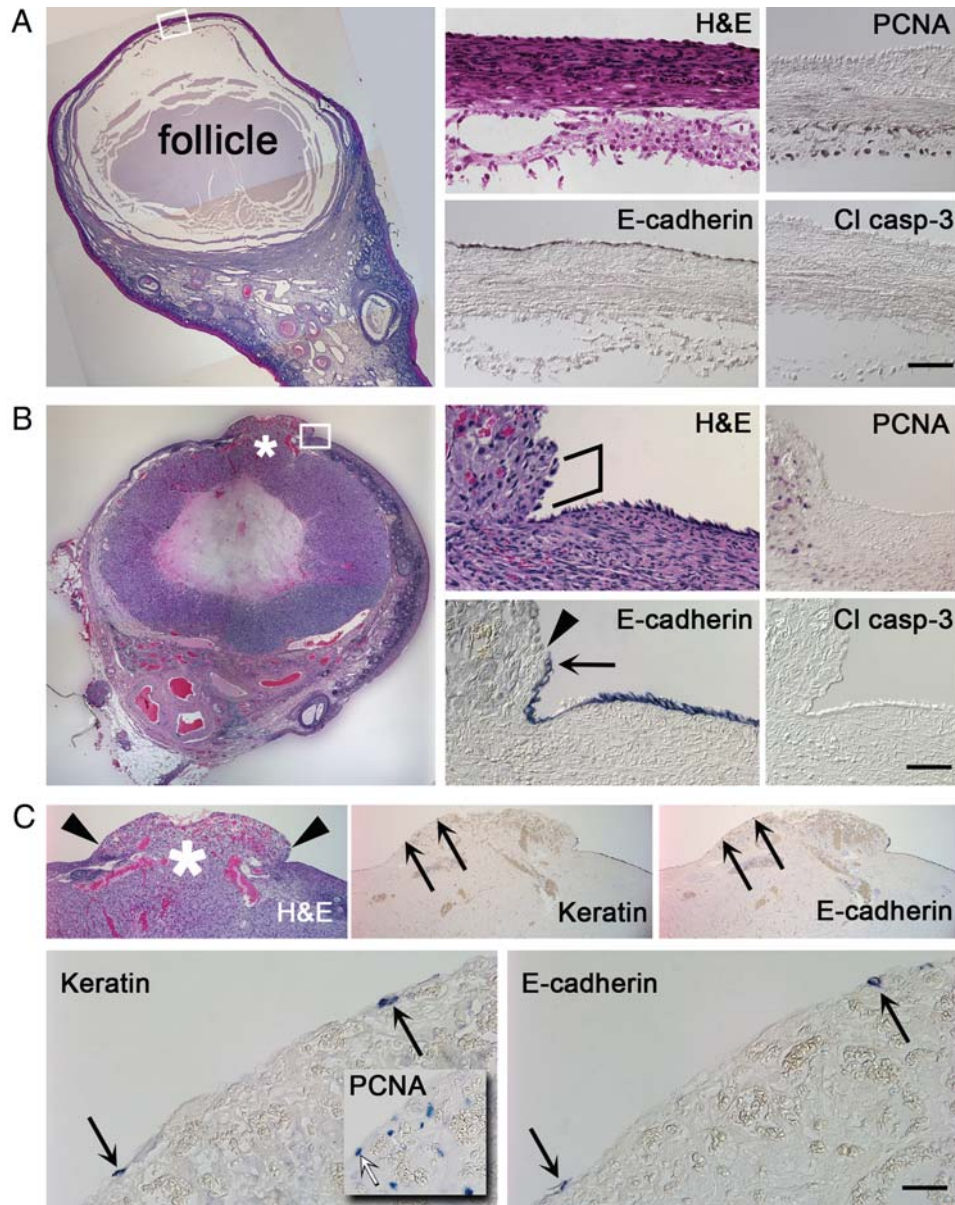 A
follicle
H&E
PCNA
E-cadherin
Cl casp-3
B
*
H&E
PCNA
E-cadherin
Cl casp-3
C
*
H&E
Keratin
E-cadherin
Keratin
PCNA
E-cadherin